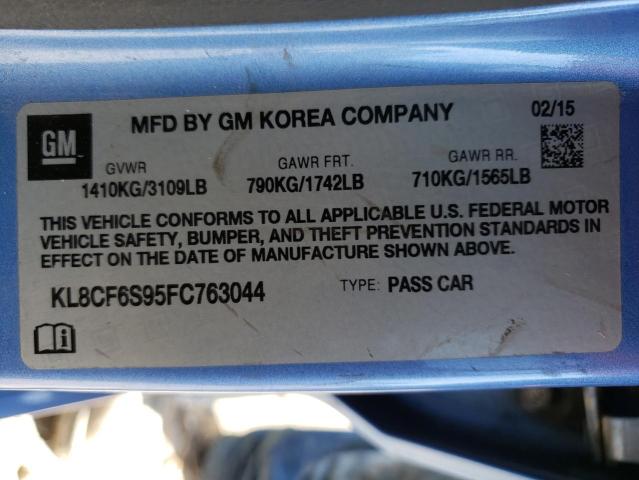 MFD BY GM KOREA COMPANY 02/15
GM
GVWR GAWR FRT. GAWR RR.
1410KG/3109LB 790KG/1742LB 710KG/1565LB
THIS VEHICLE CONFORMS TO ALL APPLICABLE U.S. FEDERAL MOTOR
VEHICLE SAFETY, BUMPER, AND THEFT PREVENTION STANDARDS IN
EFFECT ON THE DATE OF MANUFACTURE SHOWN ABOVE.
KL8CF6S95FC763044 TYPE: PASS CAR
i